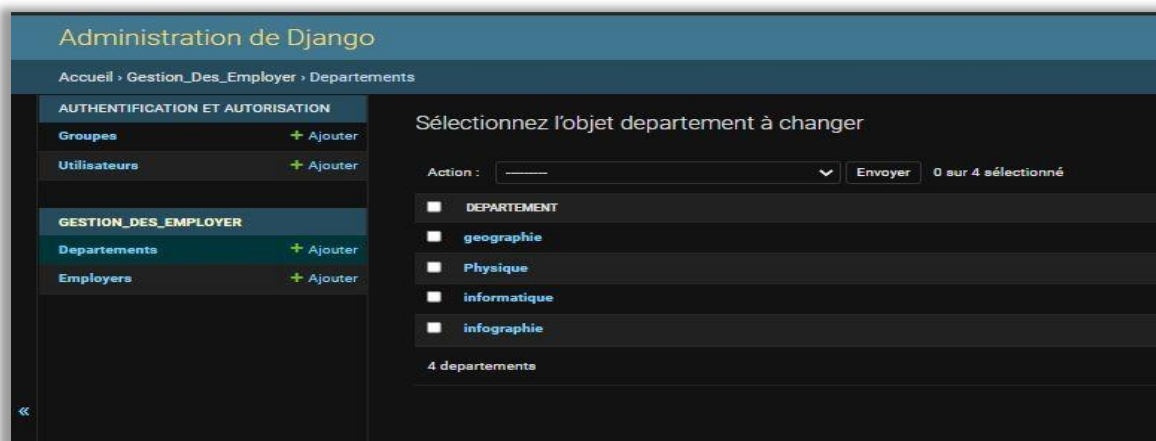 Administration de Django
Accueil › Gestion_Des_Employer › Departements
AUTHENTIFICATION ET AUTORISATION
Groupes + Ajouter
Utilisateurs + Ajouter
GESTION_DES_EMPLOYER
Departements + Ajouter
Employers + Ajouter
«
Sélectionnez l'objet departement à changer
Action : --------- Envoyer 0 sur 4 sélectionné
DEPARTEMENT
geographie
Physique
informatique
infographie
4 departements